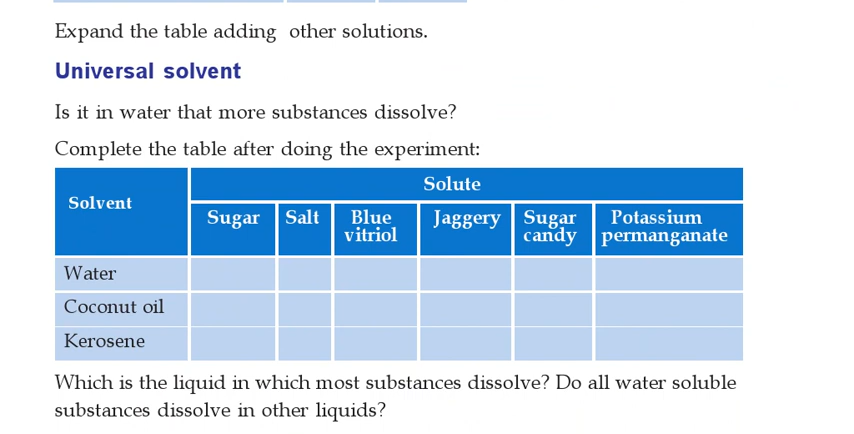 Expand the table adding other solutions.
Universal solvent
Is it in water that more substances dissolve?
Complete the table after doing the experiment:
Solvent
Solute
Sugar Salt Blue vitriol Jaggery Sugar candy Potassium permanganate
Water
Coconut oil
Kerosene
Which is the liquid in which most substances dissolve? Do all water soluble
substances dissolve in other liquids?